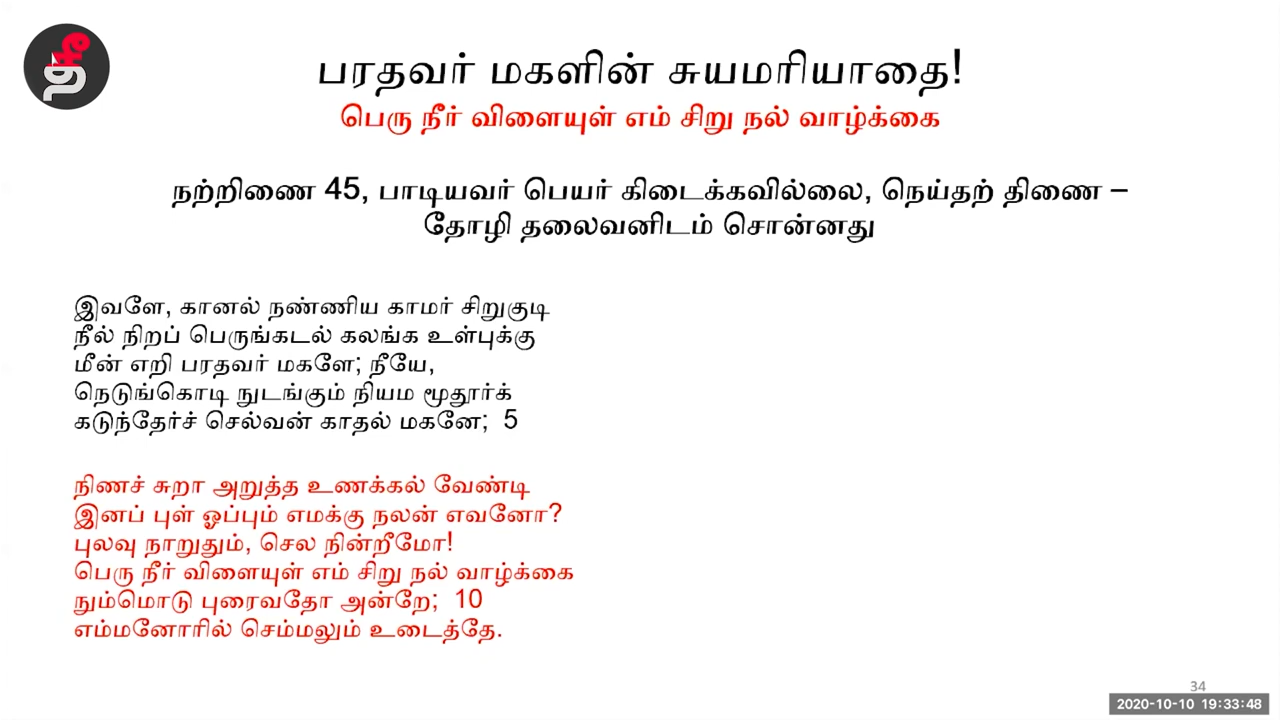 பரதவர் மகளின் சுயமரியாதை!
பெரு நீர் விளையுள் எம் சிறு நல் வாழ்க்கை
நற்றிணை 45, பாடியவர் பெயர் கிடைக்கவில்லை, நெய்தற் திணை –
தோழி தலைவனிடம் சொன்னது
இவளே, கானல் நண்ணிய காமர் சிறுகுடி
நீல் நிறப் பெருங்கடல் கலங்க உள்புக்கு
மீன் எறி பரதவர் மகளே; நீயே,
நெடுங்கொடி நுடங்கும் நியம மூதூர்க்
கடுந்தேர்ச் செல்வன் காதல் மகனே; 5
நிணச் சுறா அறுத்த உணக்கல் வேண்டி
இனப் புள் ஓப்பும் எமக்கு நலன் எவனோ?
புலவு நாறுதும், செல நின்றீமோ!
பெரு நீர் விளையுள் எம் சிறு நல் வாழ்க்கை
நும்மொடு புரைவதோ அன்றே; 10
எம்மனோரில் செம்மலும் உடைத்தே.
34
2020-10-10 19:33:48